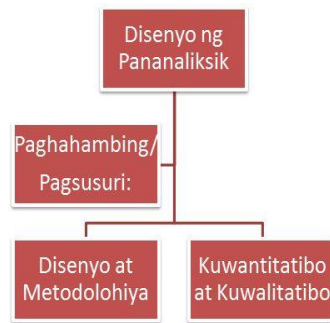 Disenyo ng
Pananaliksik
Paghahambing/
Pagsusuri:
Disenyo at
Metodolohiya
Kuwantitatibo
at Kuwalitatibo